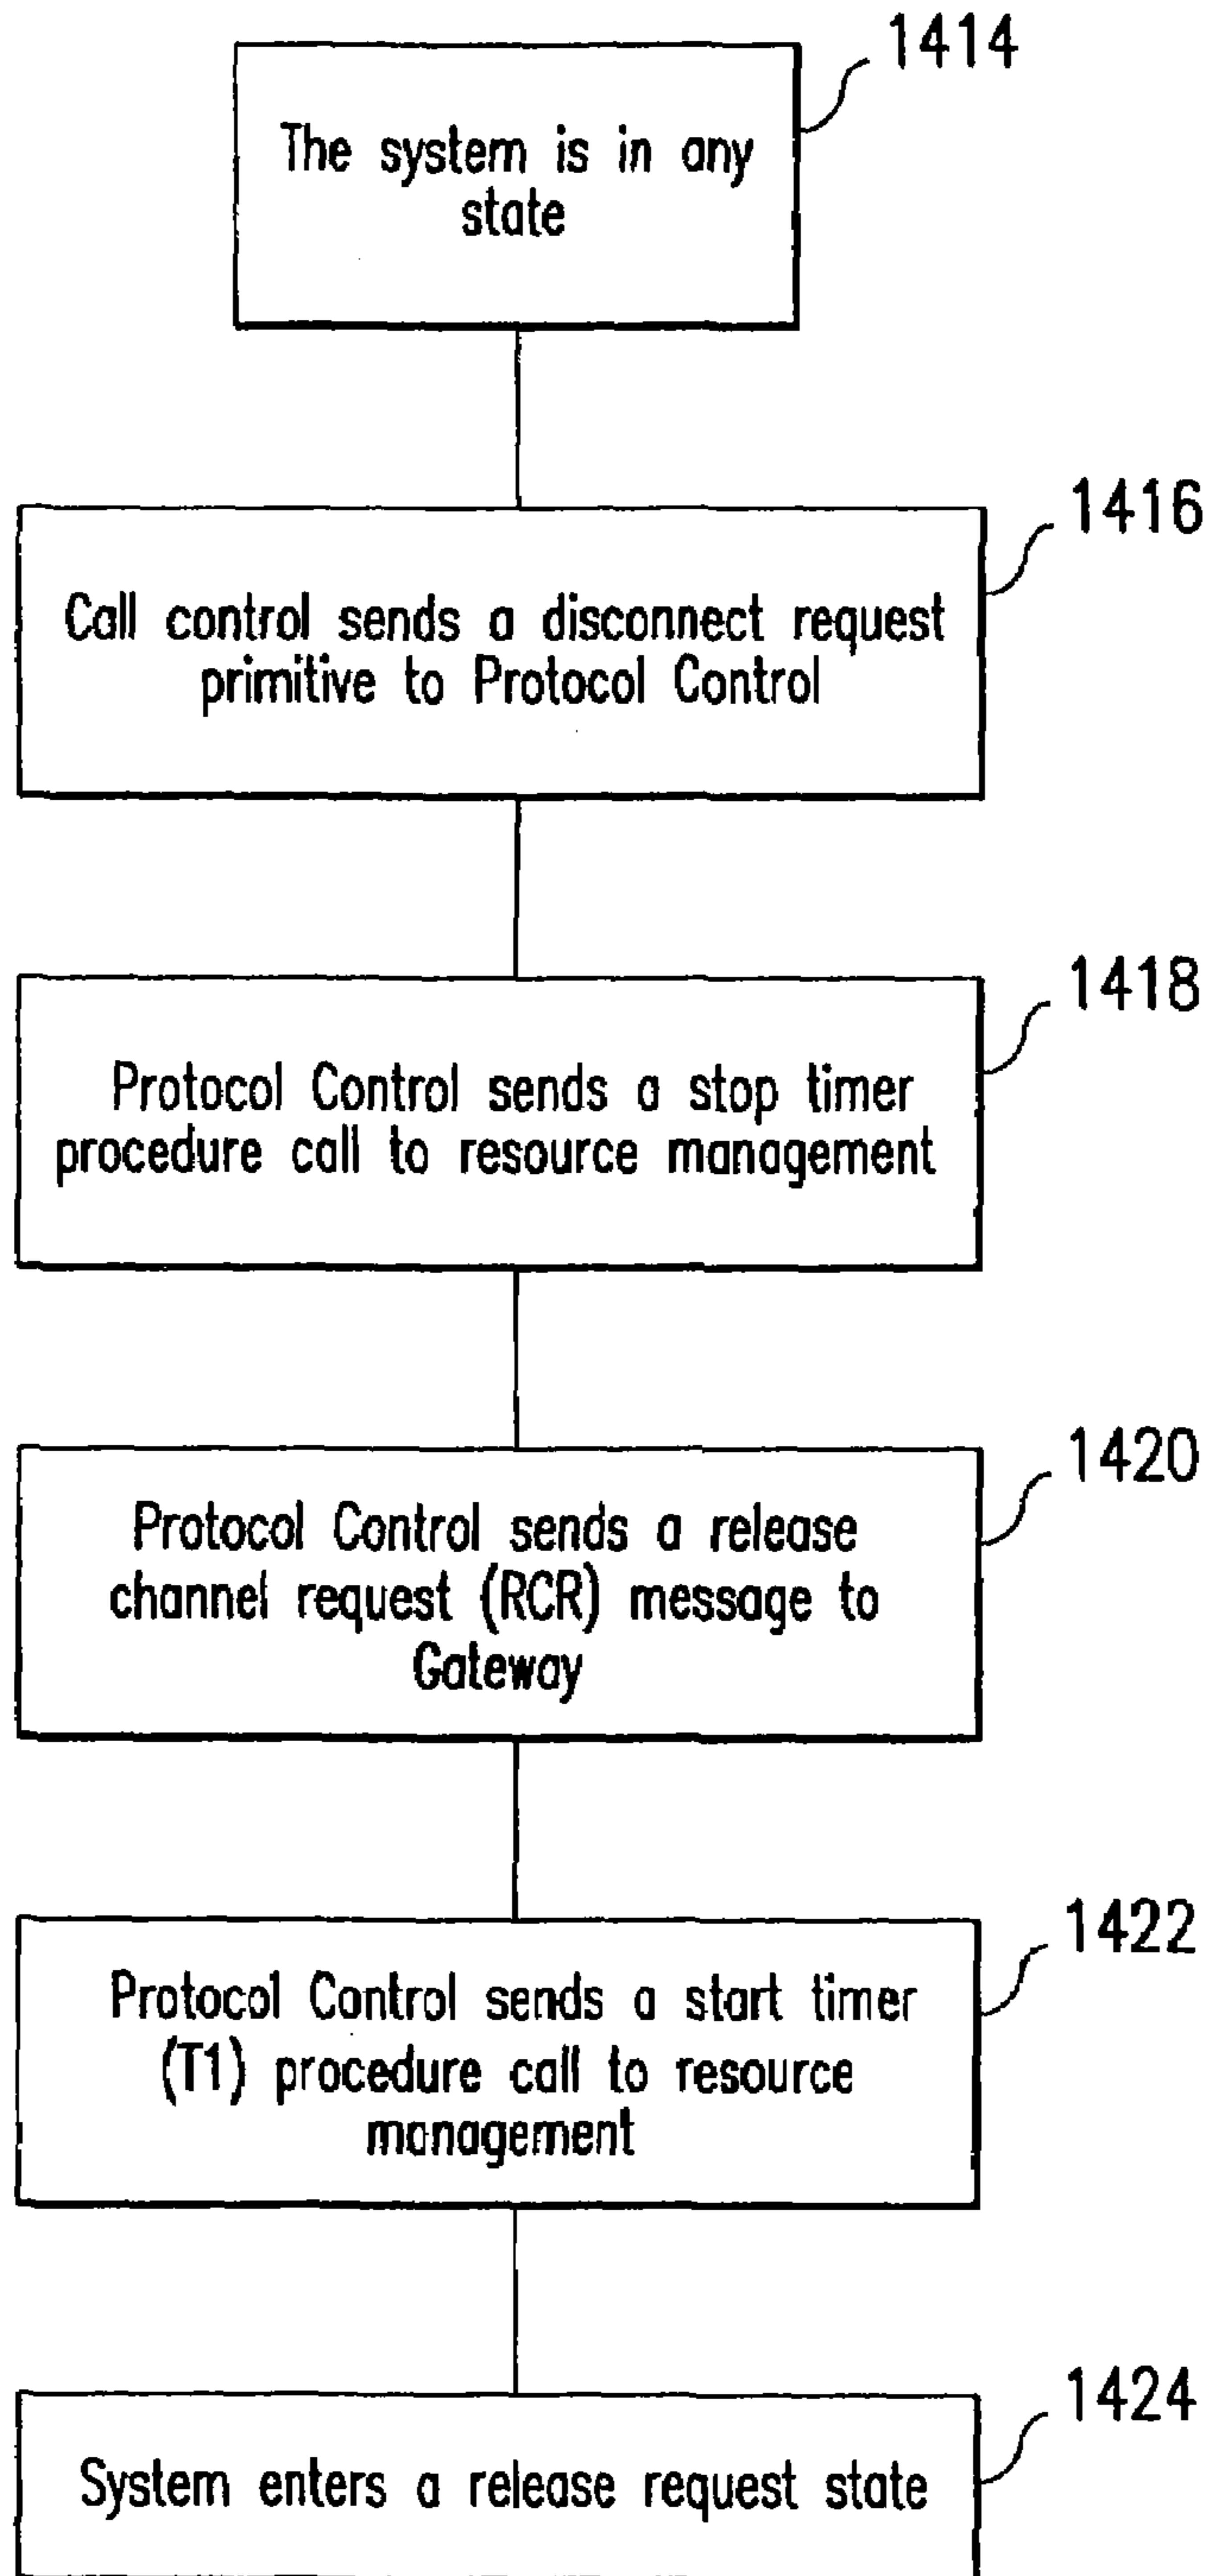 1414
The system is in any
state
1416
Call control sends a disconnect request
primitive to Protocol Control
1418
Protocol Control sends a stop timer
procedure call to resource management
1420
Protocol Control sends a release
channel request (RCR) message to
Gateway
1422
Protocol Control sends a start timer
(T1) procedure call to resource
management
1424
System enters a release request state